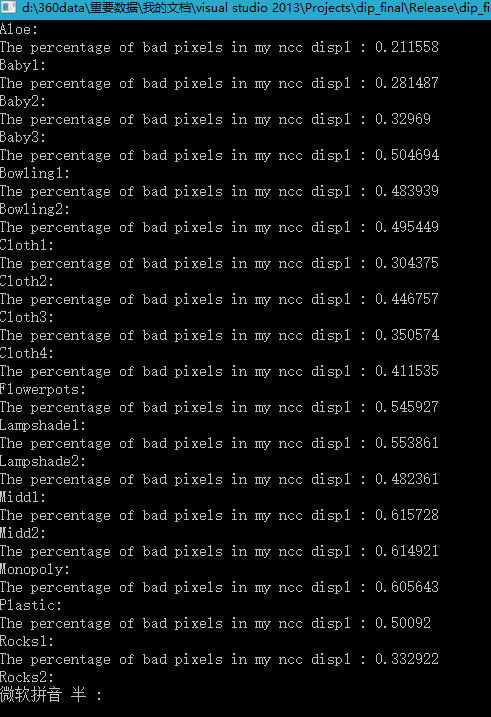 d:\360data\重要数据\我的文档\visual studio 2013\Projects\dip_final\Release\dip_fi
Aloe:
The percentage of bad pixels in my ncc disp1 : 0.211558
Baby1:
The percentage of bad pixels in my ncc disp1 : 0.281487
Baby2:
The percentage of bad pixels in my ncc disp1 : 0.32969
Baby3:
The percentage of bad pixels in my ncc disp1 : 0.504694
Bowling1:
The percentage of bad pixels in my ncc disp1 : 0.483939
Bowling2:
The percentage of bad pixels in my ncc disp1 : 0.495449
Cloth1:
The percentage of bad pixels in my ncc disp1 : 0.304375
Cloth2:
The percentage of bad pixels in my ncc disp1 : 0.446757
Cloth3:
The percentage of bad pixels in my ncc disp1 : 0.350574
Cloth4:
The percentage of bad pixels in my ncc disp1 : 0.411535
Flowerpots:
The percentage of bad pixels in my ncc disp1 : 0.545927
Lampshade1:
The percentage of bad pixels in my ncc disp1 : 0.553861
Lampshade2:
The percentage of bad pixels in my ncc disp1 : 0.482361
Midd1:
The percentage of bad pixels in my ncc disp1 : 0.615728
Midd2:
The percentage of bad pixels in my ncc disp1 : 0.614921
Monopoly:
The percentage of bad pixels in my ncc disp1 : 0.605643
Plastic:
The percentage of bad pixels in my ncc disp1 : 0.50092
Rocks1:
The percentage of bad pixels in my ncc disp1 : 0.332922
Rocks2:
微软拼音 半 :